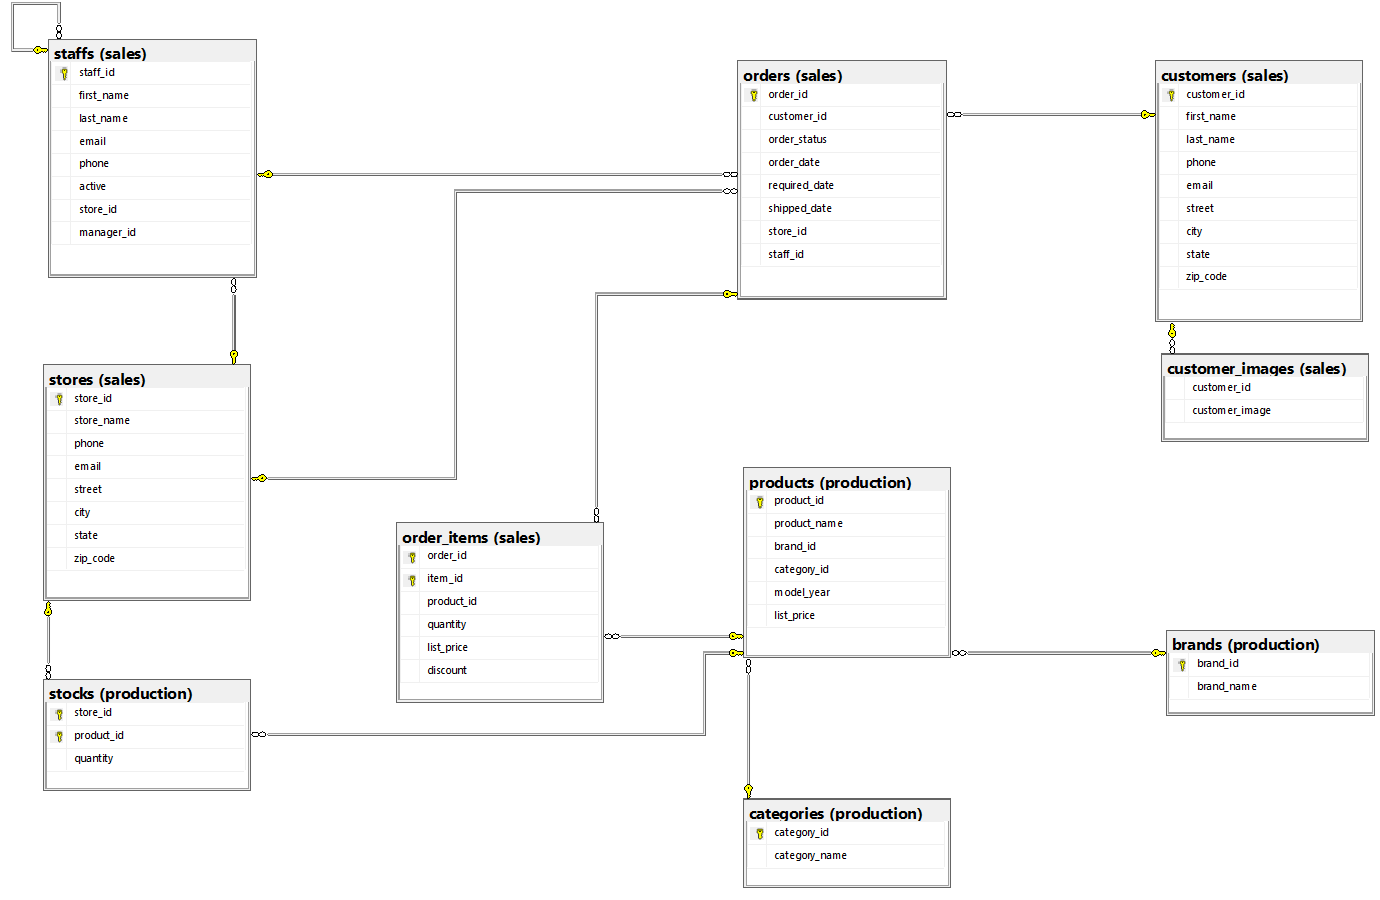 staffs (sales)
staff_id
first_name
last_name
email
phone
active
store_id
manager_id
orders (sales)
order_id
customer_id
order_status
order_date
required_date
shipped_date
store_id
staff_id
customers (sales)
customer_id
first_name
last_name
phone
email
street
city
state
zip_code
customer_images (sales)
customer_id
customer_image
stores (sales)
store_id
store_name
phone
email
street
city
state
zip_code
order_items (sales)
order_id
item_id
product_id
quantity
list_price
discount
products (production)
product_id
product_name
brand_id
category_id
model_year
list_price
brands (production)
brand_id
brand_name
stocks (production)
store_id
product_id
quantity
categories (production)
category_id
category_name